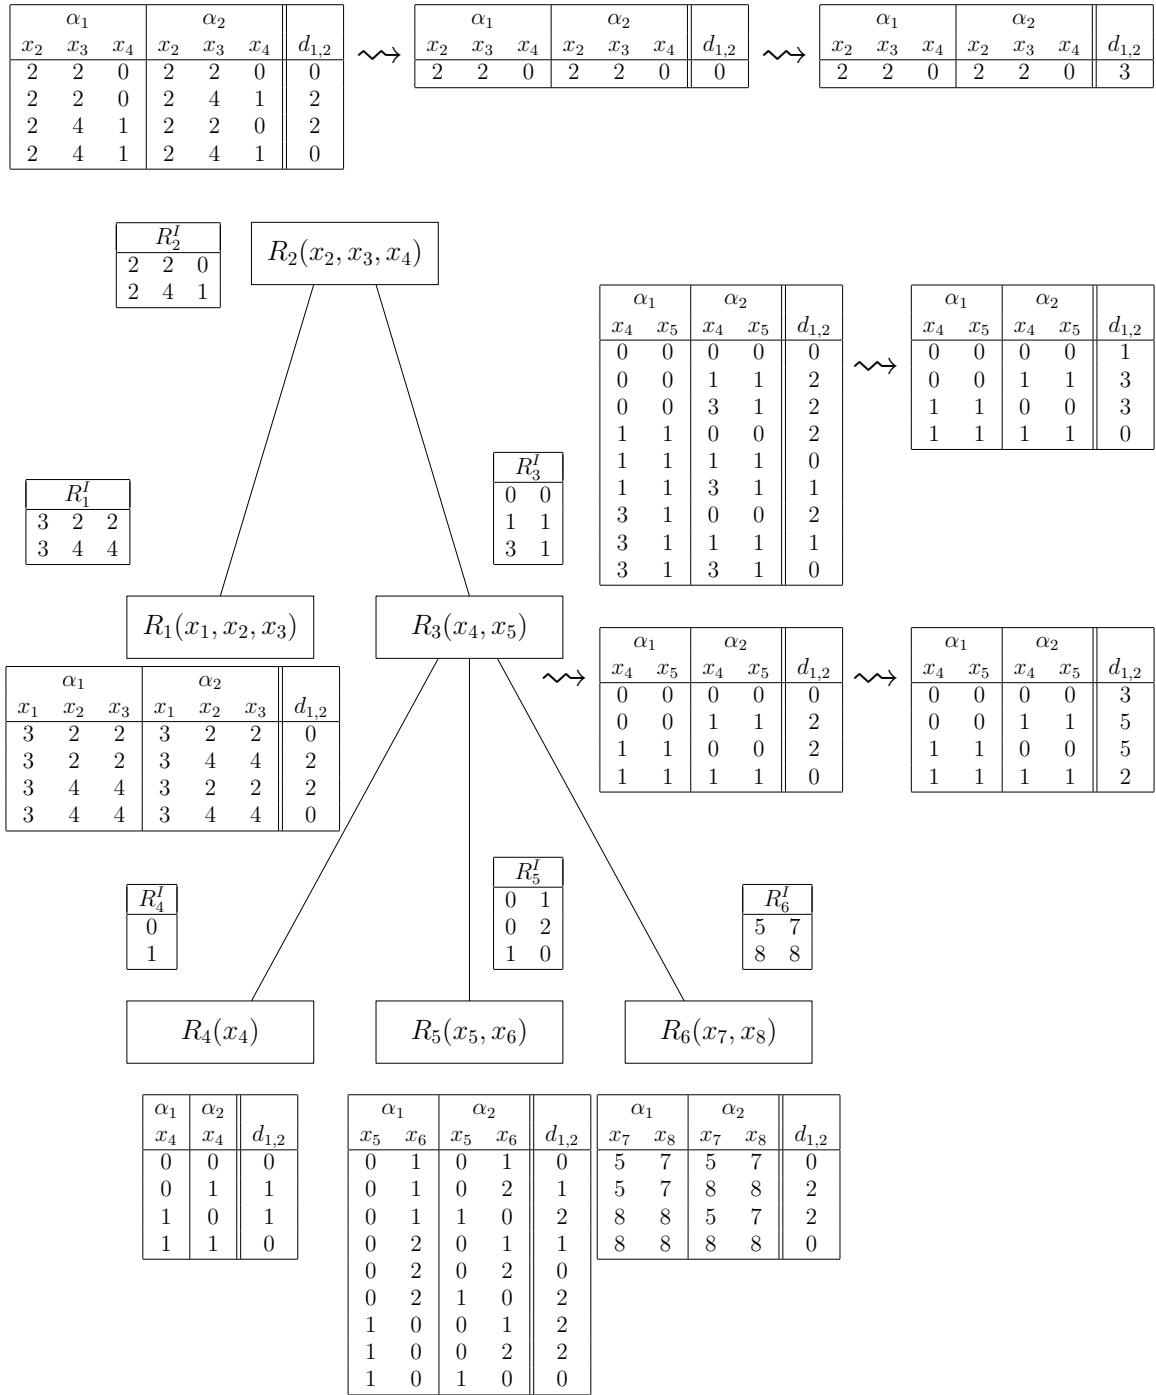 α₁ α₂
x₂ x₃ x₄ x₂ x₃ x₄ d₁,₂
2 2 0 2 2 0 0
2 2 0 2 4 1 2
2 4 1 2 2 0 2
2 4 1 2 4 1 0
⇝
α₁ α₂
x₂ x₃ x₄ x₂ x₃ x₄ d₁,₂
2 2 0 2 2 0 0
⇝
α₁ α₂
x₂ x₃ x₄ x₂ x₃ x₄ d₁,₂
2 2 0 2 2 0 3
R₂ᴵ
2 2 0
2 4 1
R₂(x₂, x₃, x₄)
α₁ α₂
x₄ x₅ x₄ x₅ d₁,₂
0 0 0 0 0
0 0 1 1 2
0 0 3 1 2
1 1 0 0 2
1 1 1 1 0
1 1 3 1 1
3 1 0 0 2
3 1 1 1 1
3 1 3 1 0
⇝
α₁ α₂
x₄ x₅ x₄ x₅ d₁,₂
0 0 0 0 1
0 0 1 1 3
1 1 0 0 3
1 1 1 1 0
R₁ᴵ
3 2 2
3 4 4
R₃ᴵ
0 0
1 1
3 1
R₁(x₁, x₂, x₃)
R₃(x₄, x₅)
α₁ α₂
x₁ x₂ x₃ x₁ x₂ x₃ d₁,₂
3 2 2 3 2 2 0
3 2 2 3 4 4 2
3 4 4 3 2 2 2
3 4 4 3 4 4 0
⇝
α₁ α₂
x₄ x₅ x₄ x₅ d₁,₂
0 0 0 0 0
0 0 1 1 2
1 1 0 0 2
1 1 1 1 0
⇝
α₁ α₂
x₄ x₅ x₄ x₅ d₁,₂
0 0 0 0 3
0 0 1 1 5
1 1 0 0 5
1 1 1 1 2
R₄ᴵ
0
1
R₅ᴵ
0 1
0 2
1 0
R₆ᴵ
5 7
8 8
R₄(x₄)
R₅(x₅, x₆)
R₆(x₇, x₈)
α₁ α₂
x₄ x₄ d₁,₂
0 0 0
0 1 1
1 0 1
1 1 0
α₁ α₂
x₅ x₆ x₅ x₆ d₁,₂
0 1 0 1 0
0 1 0 2 1
0 1 1 0 2
0 2 0 1 1
0 2 0 2 0
0 2 1 0 2
1 0 0 1 2
1 0 0 2 2
1 0 1 0 0
α₁ α₂
x₇ x₈ x₇ x₈ d₁,₂
5 7 5 7 0
5 7 8 8 2
8 8 5 7 2
8 8 8 8 0